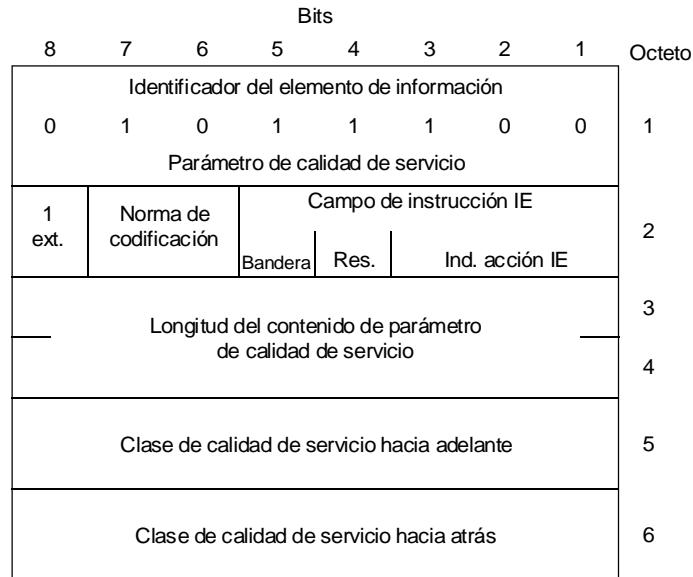 Bits
8 7 6 5 4 3 2 1 Octeto
Identificador del elemento de información
0 1 0 1 1 1 0 0 1
Parámetro de calidad de servicio
1 ext.
Norma de codificación
Campo de instrucción IE
2
Bandera Res. Ind. acción IE
3
Longitud del contenido de parámetro
de calidad de servicio
4
Clase de calidad de servicio hacia adelante 5
Clase de calidad de servicio hacia atrás 6